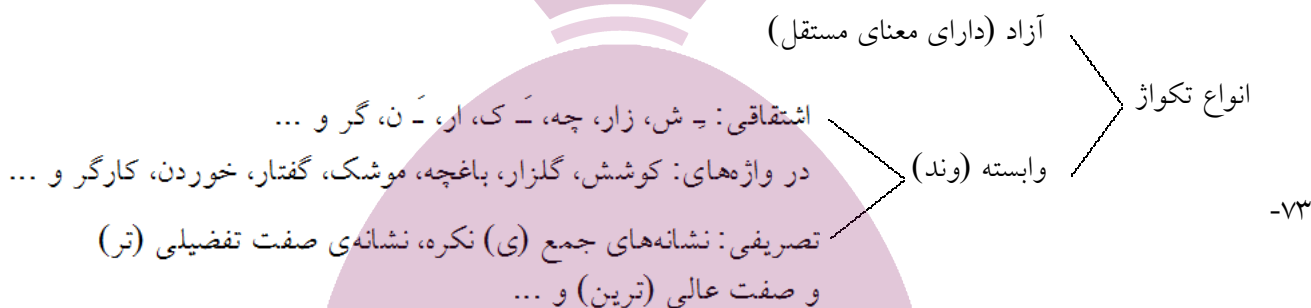 آزاد (دارای معنای مستقل)
انواع تکواژ
اشتقاقی: ـِ ش، زار، چه، ـَ ک، ار، ـَ ن، گر و ...
وابسته (وند)
در واژه‌های: کوشش، گلزار، باغچه، موشک، گفتار، خوردن، کارگر و ...
۷۳-
تصریفی: نشانه‌های جمع (ی) نکره، نشانه‌ی صفت تفضیلی (تر)
و صفت عالی (ترین) و ...